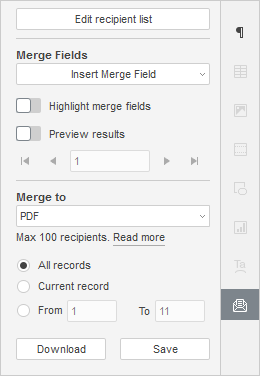 Edit recipient list
Merge Fields
Insert Merge Field
Highlight merge fields
Preview results
1
Merge to
PDF
Max 100 recipients. Read more
All records
Current record
From 1 To 11
Download Save
¶
Ta